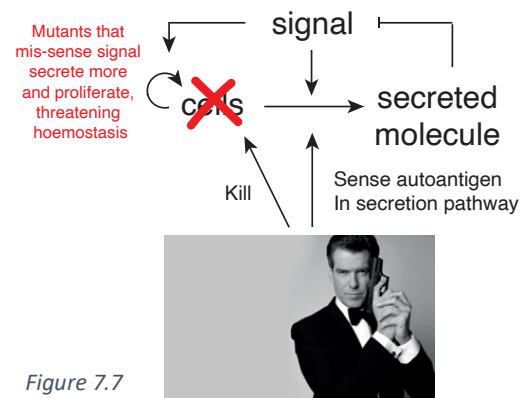 signal
Mutants that
mis-sense signal
secrete more
and proliferate,
threatening
hoemostasis
cells
secreted
molecule
Kill
Sense autoantigen
In secretion pathway
Figure 7.7